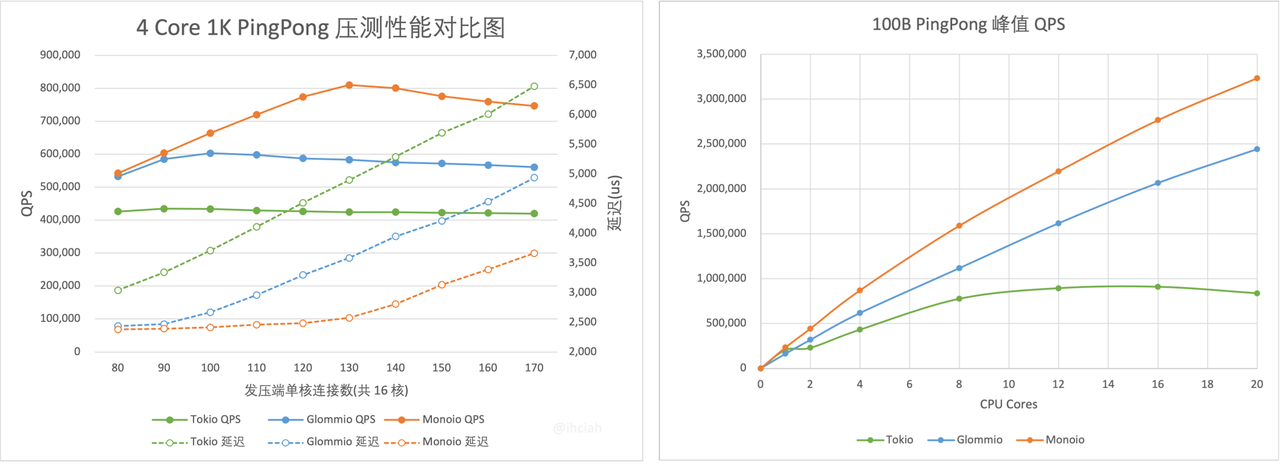 4 Core 1K PingPong 压测性能对比图
900,000
800,000
700,000
600,000
500,000
400,000
300,000
200,000
100,000
0
QPS
7,000
6,500
6,000
5,500
5,000
4,500
4,000
3,500
3,000
2,500
2,000
延迟(us)
80 90 100 110 120 130 140 150 160 170
发压端单核连接数(共 16 核)
Tokio QPS Glommio QPS Monoio QPS
Tokio 延迟 Glommio 延迟 Monoio 延迟
@ihciah
100B PingPong 峰值 QPS
3,500,000
3,000,000
2,500,000
2,000,000
1,500,000
1,000,000
500,000
0
QPS
0 2 4 6 8 10 12 14 16 18 20
CPU Cores
Tokio Glommio Monoio